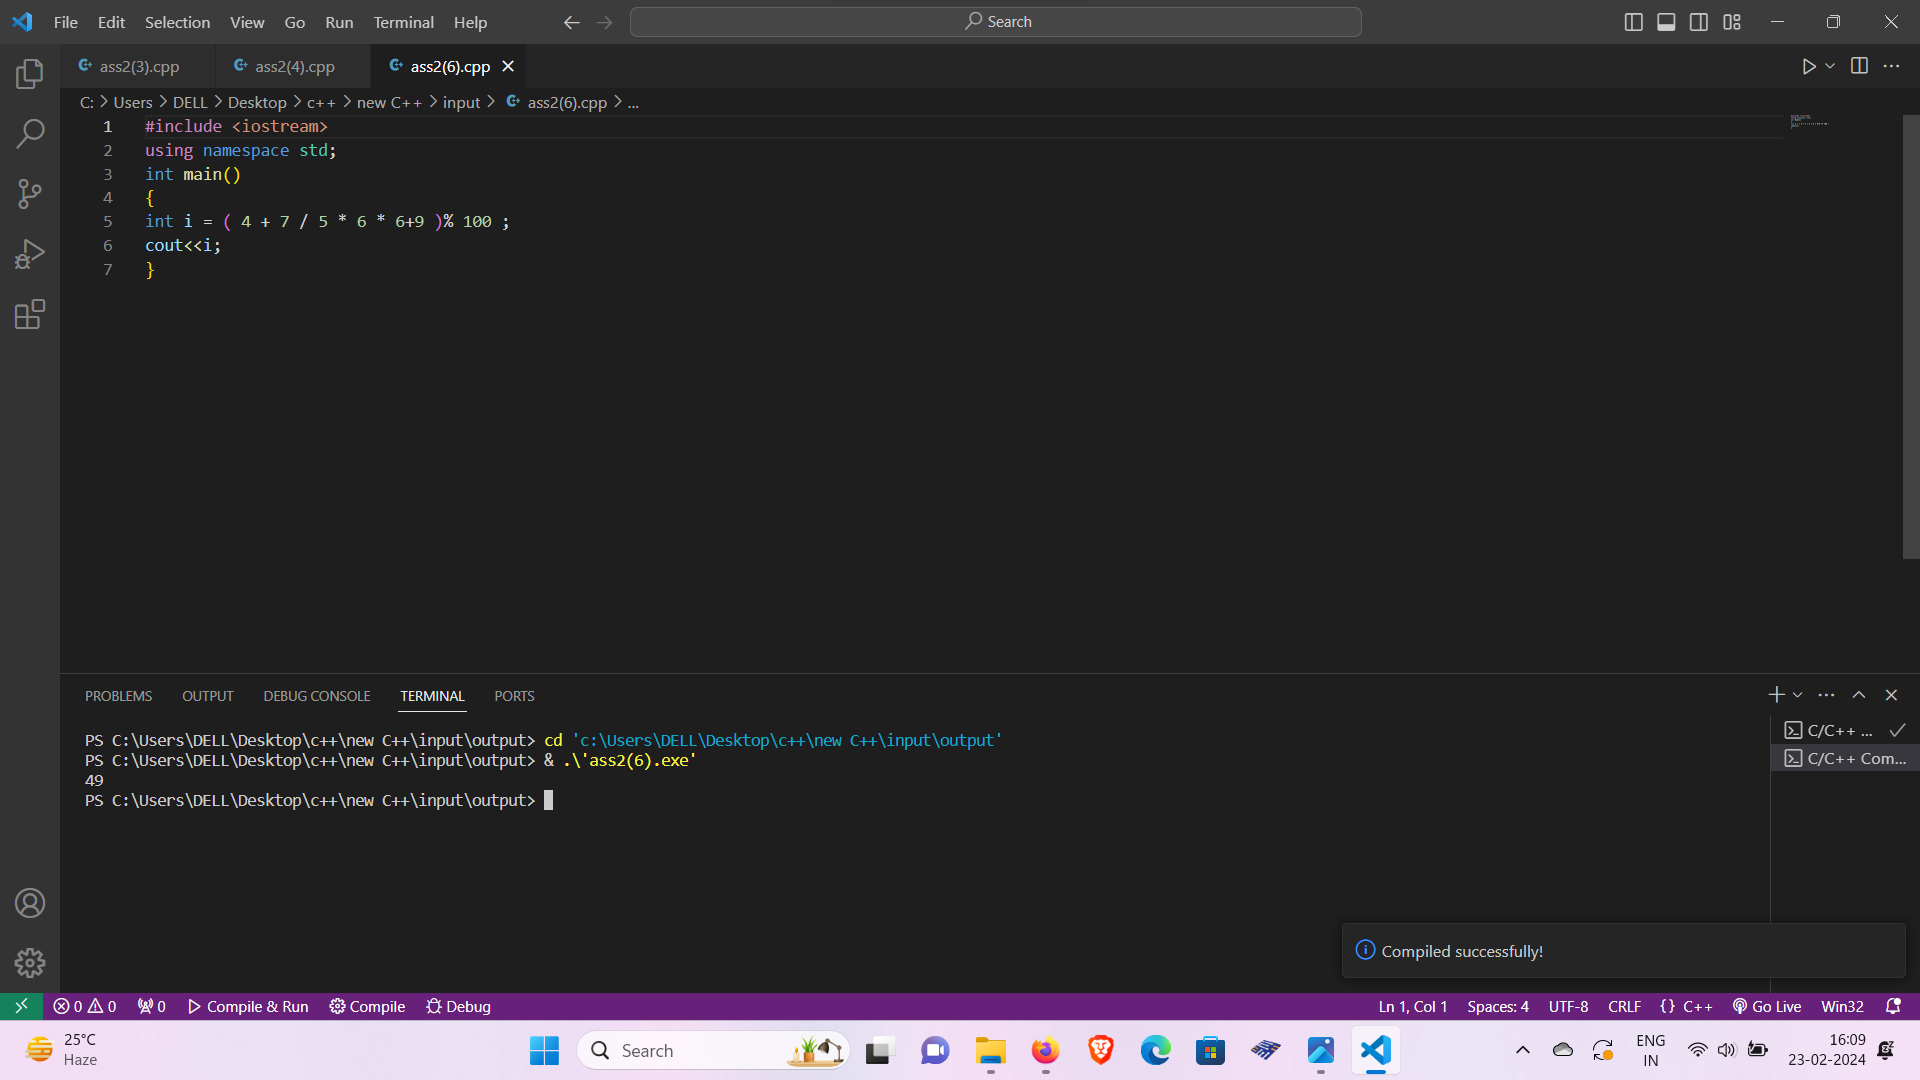 File Edit Selection View Go Run Terminal Help
Search
ass2(3).cpp ass2(4).cpp ass2(6).cpp
C: > Users > DELL > Desktop > c++ > new C++ > input > ass2(6).cpp > ...
1 #include <iostream>
2 using namespace std;
3 int main()
4 {
5 int i = ( 4 + 7 / 5 * 6 * 6+9 )% 100 ;
6 cout<<i;
7 }
PROBLEMS OUTPUT DEBUG CONSOLE TERMINAL PORTS
PS C:\Users\DELL\Desktop\c++\new C++\input\output> cd 'c:\Users\DELL\Desktop\c++\new C++\input\output'
PS C:\Users\DELL\Desktop\c++\new C++\input\output> & .\'ass2(6).exe'
49
PS C:\Users\DELL\Desktop\c++\new C++\input\output>
C/C++ ...
C/C++ Com...
Compiled successfully!
0 0 0 Compile & Run Compile Debug Ln 1, Col 1 Spaces: 4 UTF-8 CRLF {} C++ Go Live Win32
25°C
Haze
Search
ENG
IN
16:09
23-02-2024